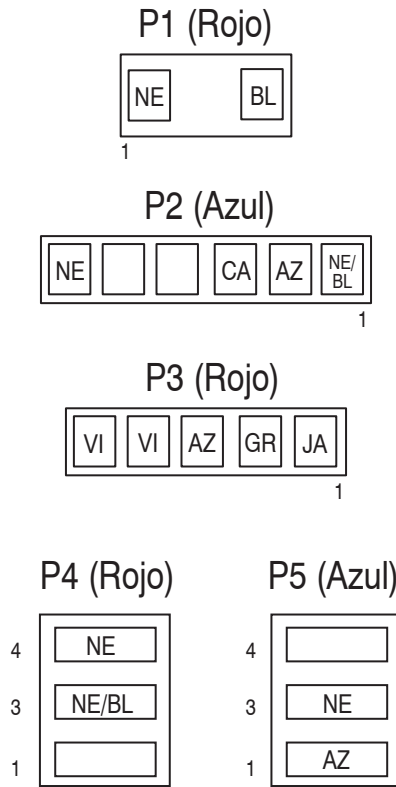 P1 (Rojo)
NE BL
1
P2 (Azul)
NE CA AZ NE/
BL
1
P3 (Rojo)
VI VI AZ GR JA
1
P4 (Rojo)
4 NE
3 NE/BL
1
P5 (Azul)
4
3 NE
1 AZ